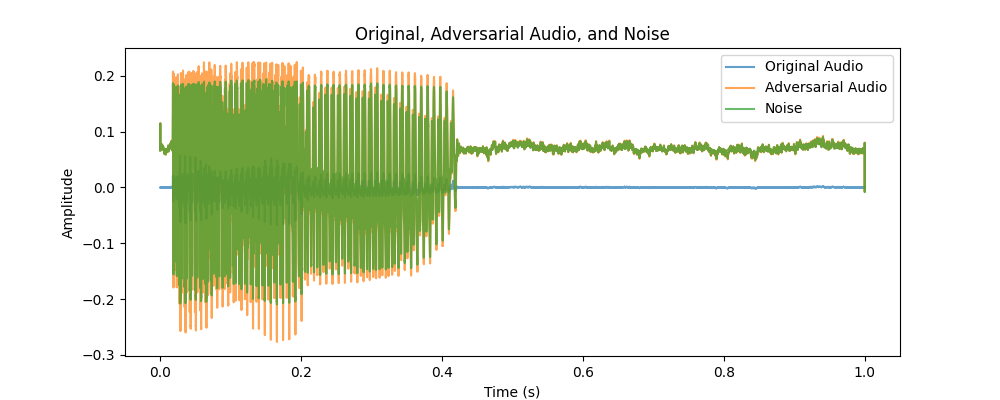 Original, Adversarial Audio, and Noise
Original Audio
Adversarial Audio
Noise
Amplitude
0.2
0.1
0.0
−0.1
−0.2
−0.3
0.0 0.2 0.4 0.6 0.8 1.0
Time (s)